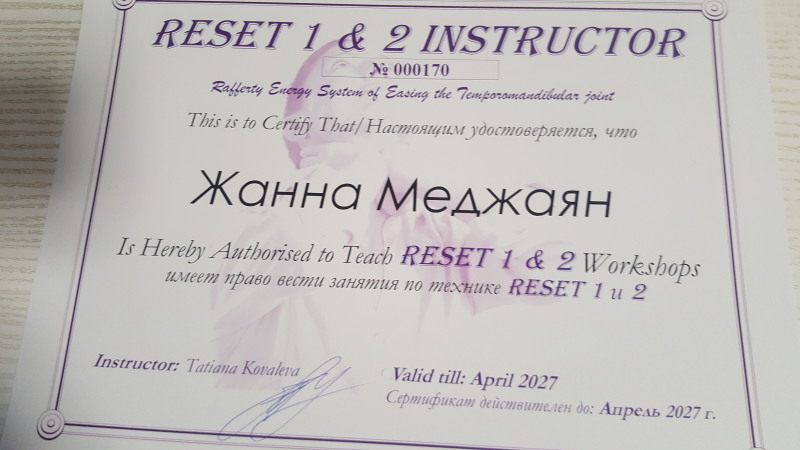 RESET 1 & 2 INSTRUCTOR
№ 000170
Rafferty Energy System of Easing the Temporomandibular joint
This is to Certify That/Настоящим удостоверяется, что
Жанна Меджаян
Is Hereby Authorised to Teach RESET 1 & 2 Workshops
имеет право вести занятия по технике RESET 1 и 2
Instructor: Tatiana Kovaleva
Valid till: April 2027
Сертификат действителен до: Апрель 2027 г.